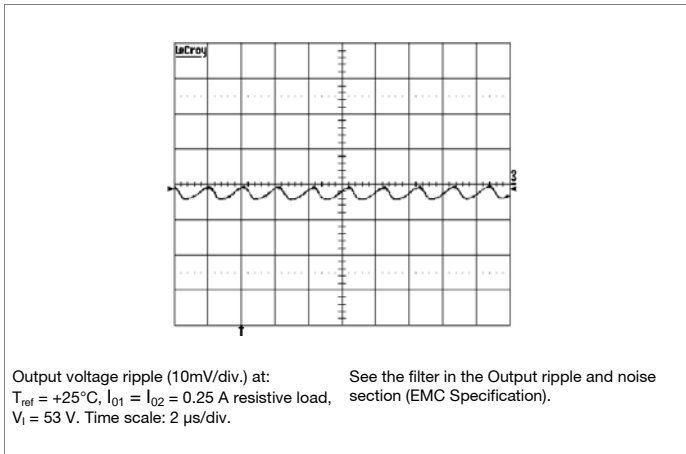 LeCroy
3
Output voltage ripple (10mV/div.) at:
Tref = +25°C, I01 = I02 = 0.25 A resistive load,
VI = 53 V. Time scale: 2 µs/div.
See the filter in the Output ripple and noise
section (EMC Specification).